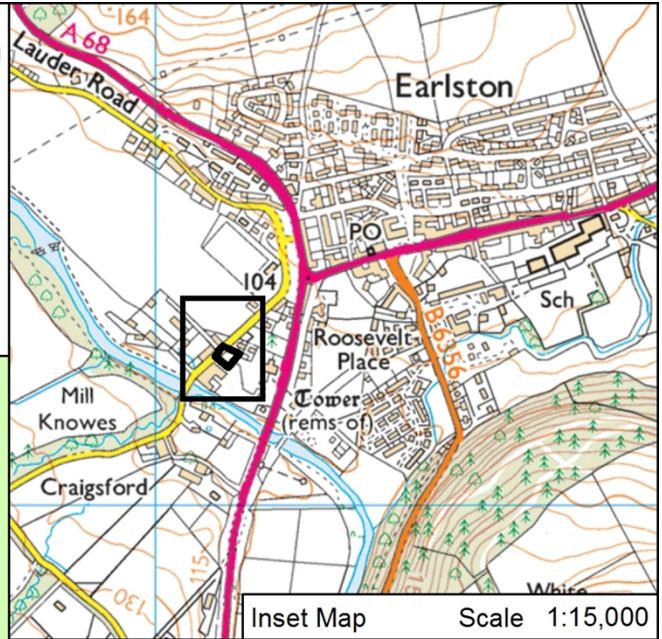 164
A 68
Lauder Road
Earlston
PO
104
Sch
B 6356
Roosevelt
Place
Tower
(rems of)
Mill
Knowes
Craigsford
115
130
White
Inset Map Scale 1:15,000